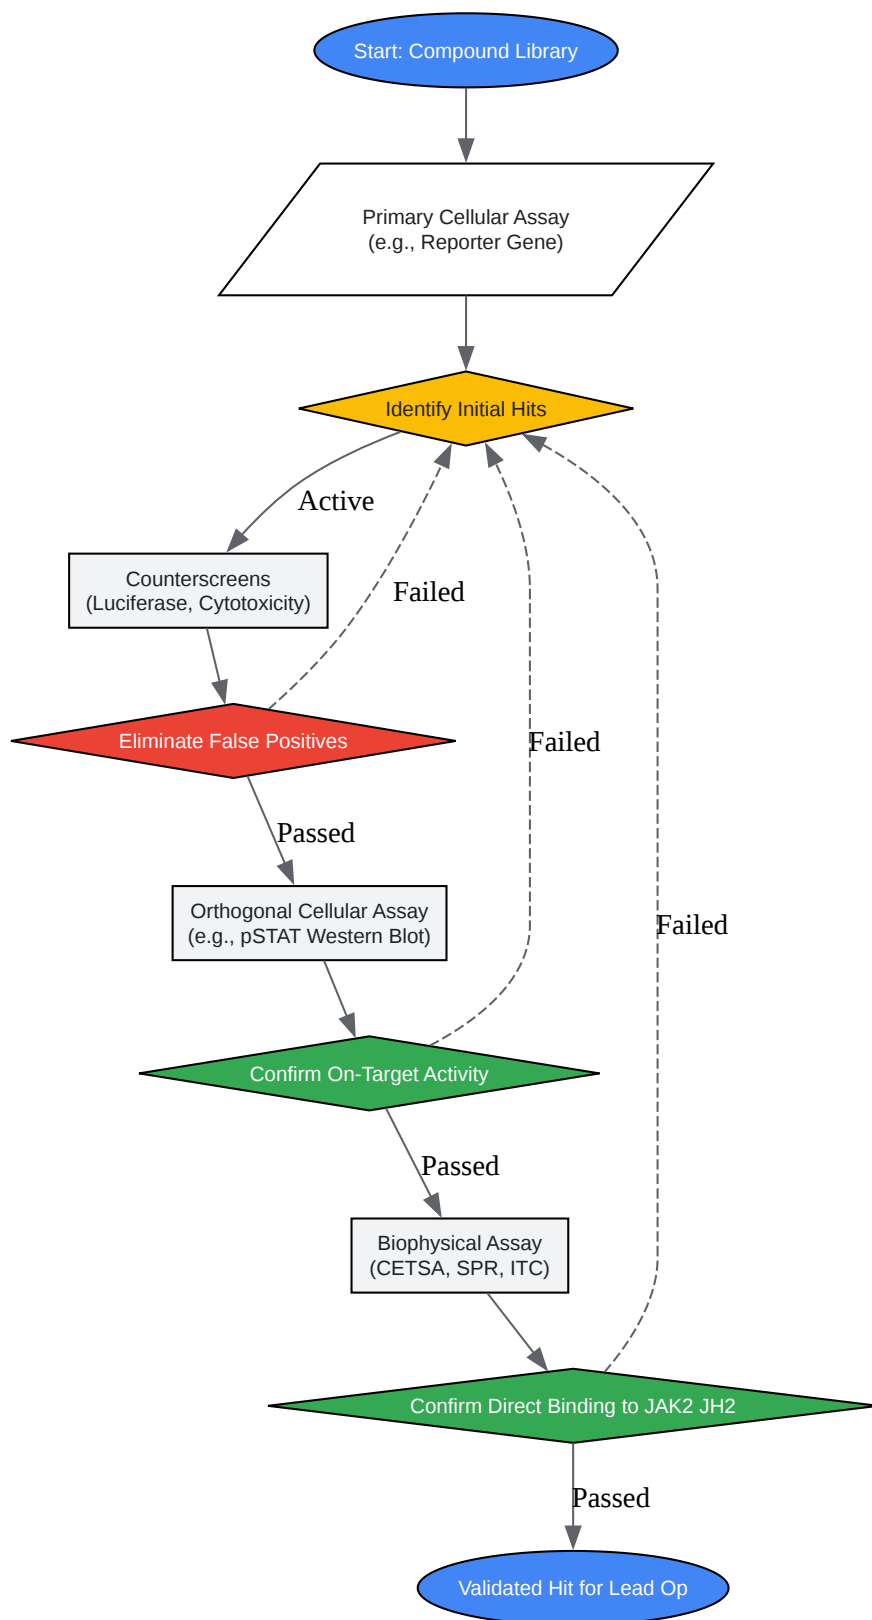 Start: Compound Library
Primary Cellular Assay
(e.g., Reporter Gene)
Identify Initial Hits
Active
Counterscreens
(Luciferase, Cytotoxicity)
Failed
Eliminate False Positives
Failed
Passed
Orthogonal Cellular Assay
(e.g., pSTAT Western Blot)
Failed
Confirm On-Target Activity
Passed
Biophysical Assay
(CETSA, SPR, ITC)
Confirm Direct Binding to JAK2 JH2
Passed
Validated Hit for Lead Op